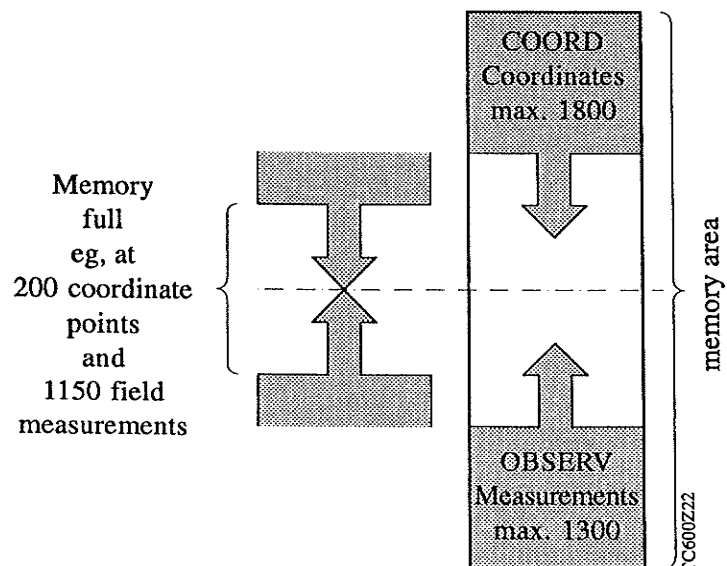 COORD
Coordinates
max. 1800
Memory
full
eg, at
200 coordinate
points
and
1150 field
measurements
OBSERV
Measurements
max. 1300
memory area
TC600Z22